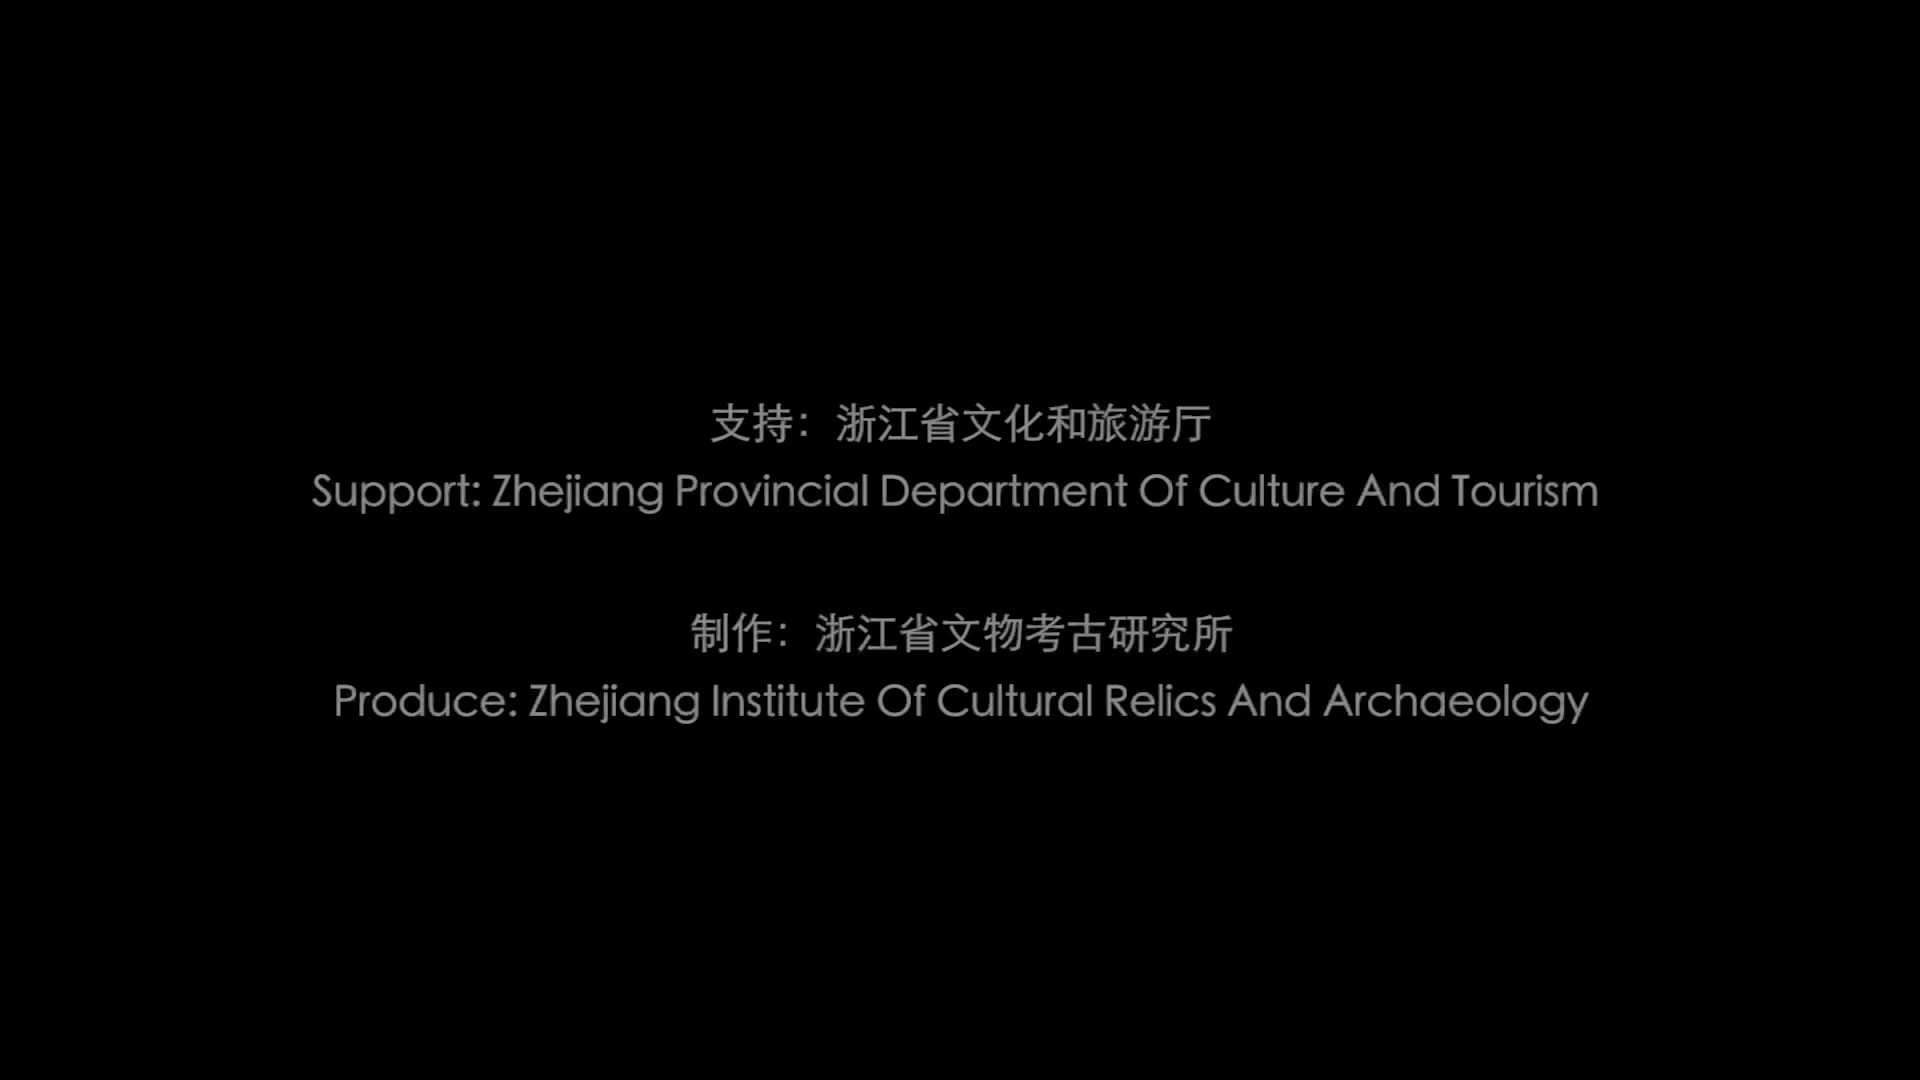 支持：浙江省文化和旅游厅
Support: Zhejiang Provincial Department Of Culture And Tourism
制作：浙江省文物考古研究所
Produce: Zhejiang Institute Of Cultural Relics And Archaeology